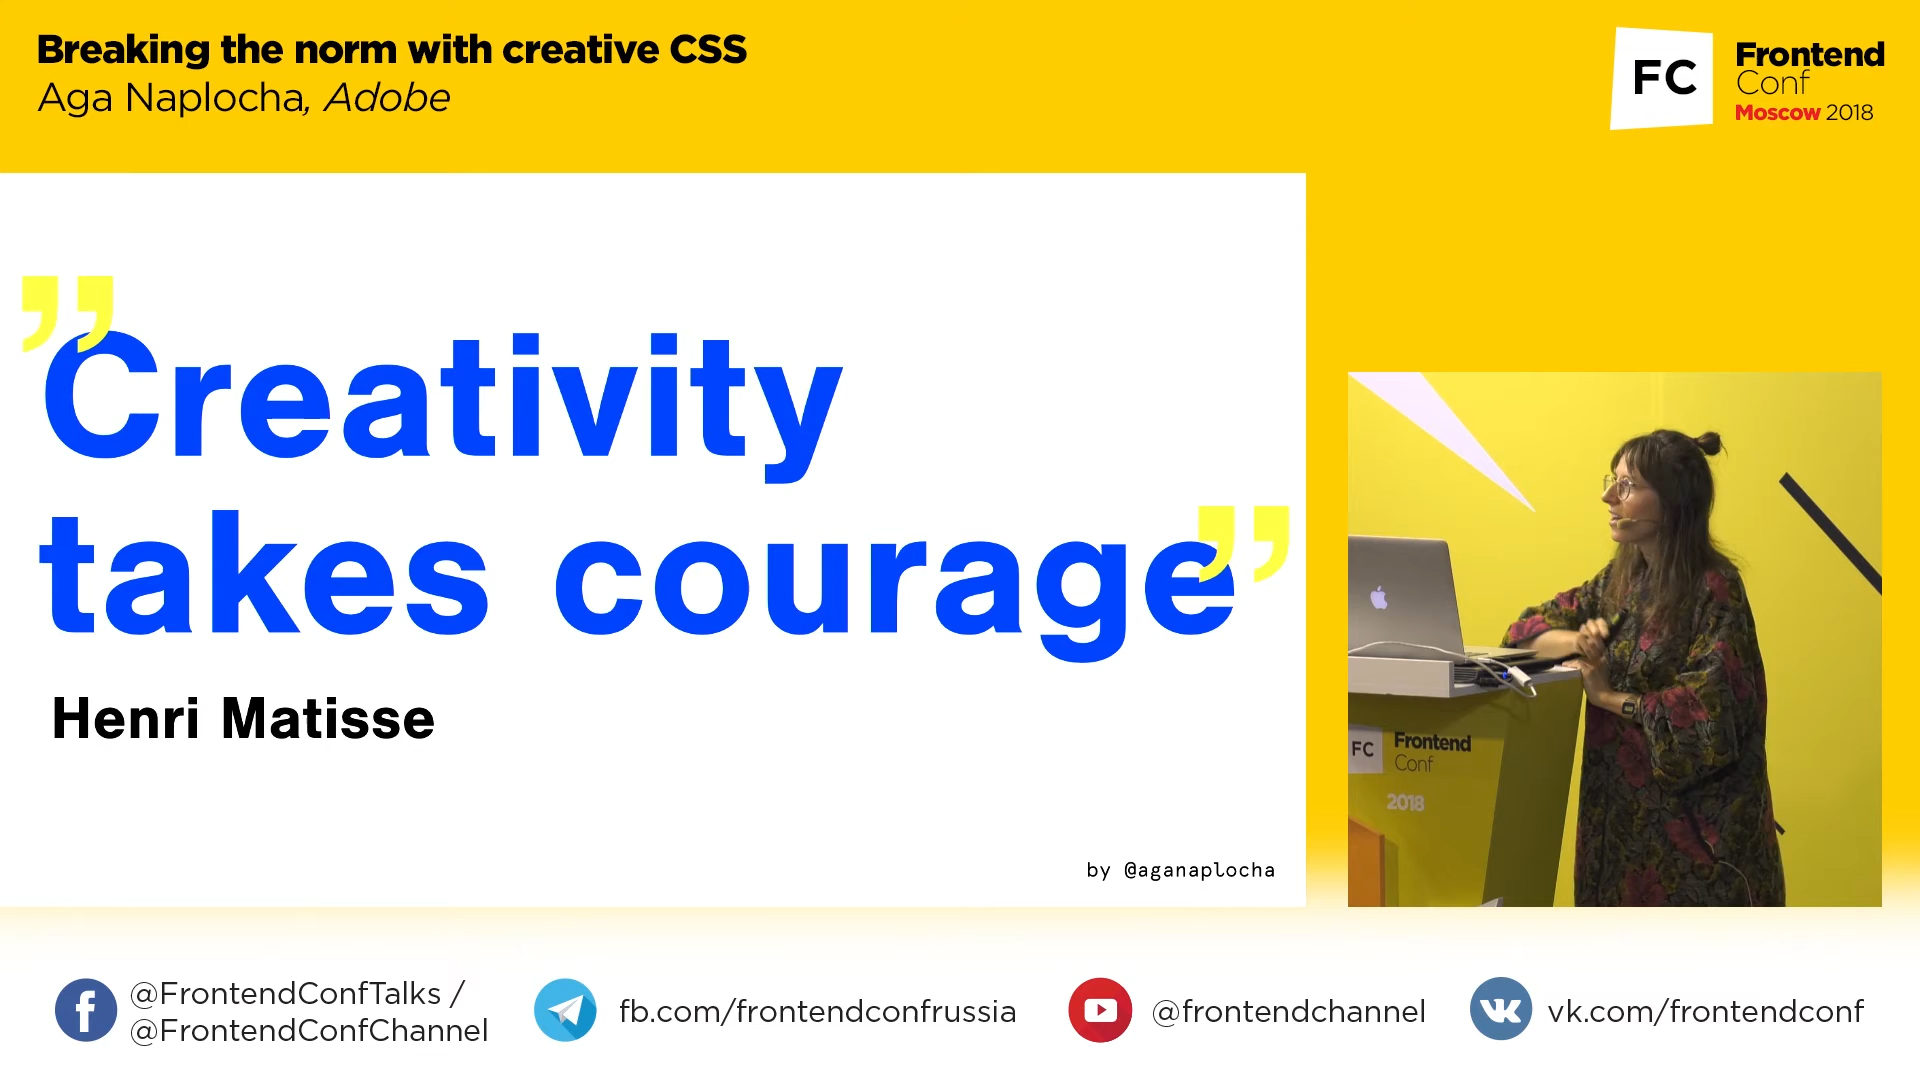 Breaking the norm with creative CSS
Aga Naplocha, Adobe
FC
Frontend
Conf
Moscow 2018
”Creativity
takes courage”
Henri Matisse
by @aganaplocha
FC
Frontend
Conf
2018
@FrontendConfTalks /
@FrontendConfChannel
fb.com/frontendconfrussia
@frontendchannel
vk.com/frontendconf